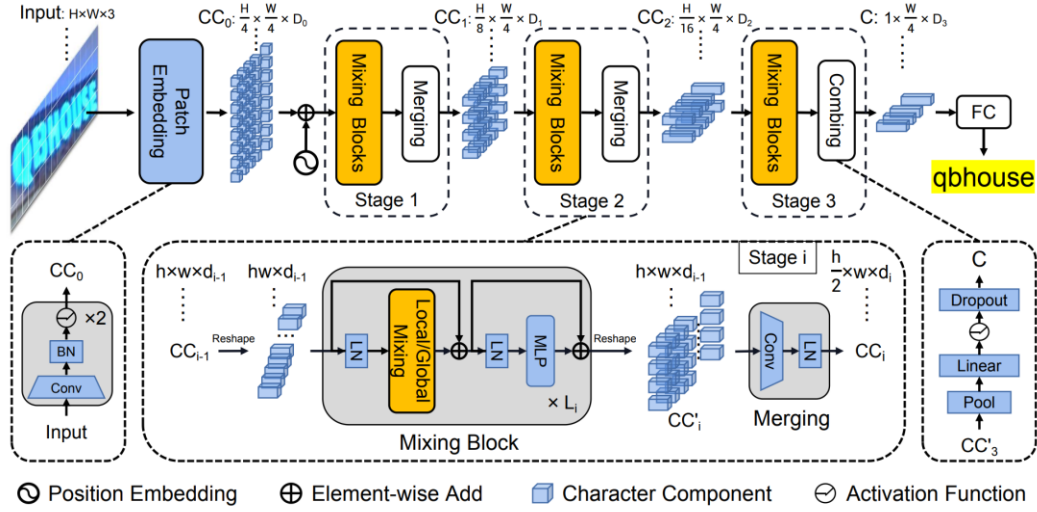 Input: H×W×3
CC₀: H/4 × W/4 × D₀
CC₁: H/8 × W/4 × D₁
CC₂: H/16 × W/4 × D₂
C: 1 × W/4 × D₃
QBHOUSE
Patch Embedding
Mixing Blocks
Merging
Stage 1
Mixing Blocks
Merging
Stage 2
Mixing Blocks
Combining
Stage 3
FC
qbhouse
CC₀
×2
BN
Conv
Input
h×w×dᵢ₋₁
CCᵢ₋₁
Reshape
hw×dᵢ₋₁
LN
Local/Global Mixing
LN
MLP
× Lᵢ
Mixing Block
Reshape
h×w×dᵢ₋₁
CC'ᵢ
Stage i
h/2 ×w×dᵢ
Conv
LN
CCᵢ
Merging
C
Dropout
Linear
Pool
CC'₃
Position Embedding
Element-wise Add
Character Component
Activation Function